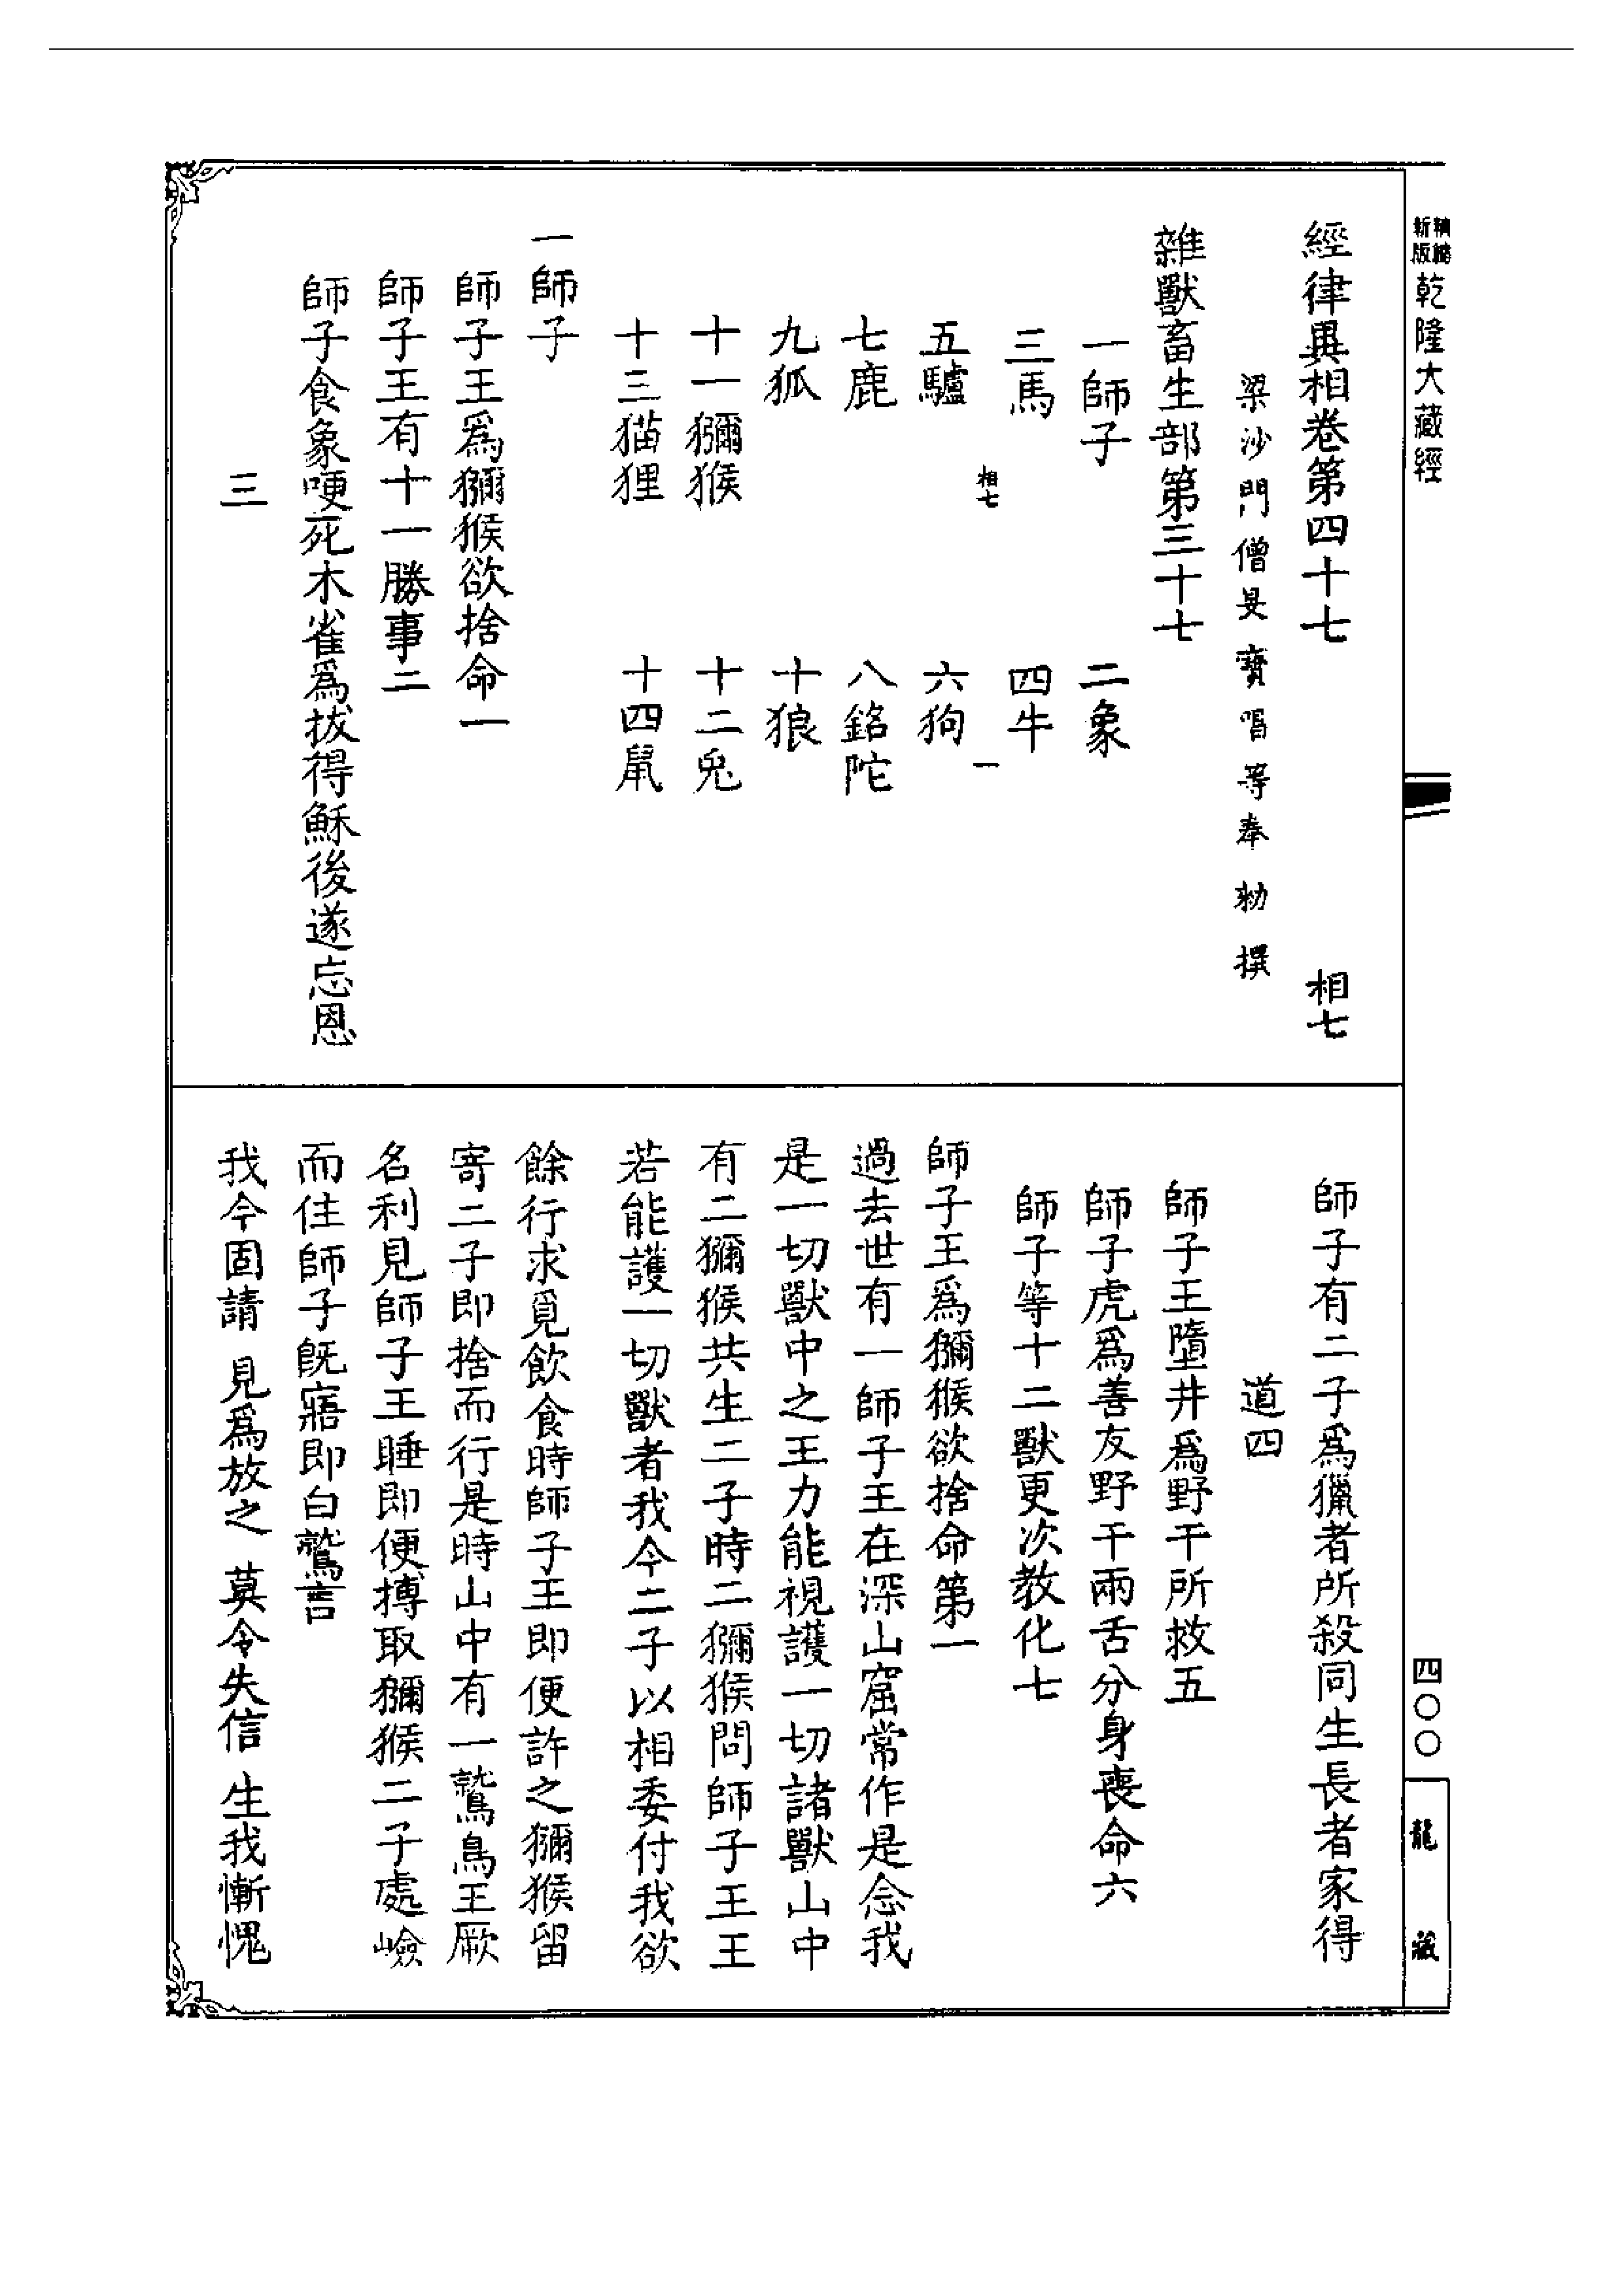 精縮新版乾隆大藏經
四〇〇
龍藏
經律異相卷第四十七 相七
梁沙門僧旻寶唱等奉勅撰
雜獸畜生部第三十七
一師子 二象
三馬 四牛
相七 一
五驢 六狗
七鹿 八銘陀
九狐 十狼
十一獼猴 十二兎
十三猫狸 十四鼠
一師子
師子王爲獼猴欲捨命一
師子王有十一勝事二
師子食象哽死木雀爲拔得穌後遂忘恩
三
師子有二子爲獵者所殺同生長者家得
道四
師子王墮井爲野干所救五
師子虎爲善友野干兩舌分身喪命六
師子等十二獸更次教化七
師子王爲獼猴欲捨命第一
過去世有一師子王在深山窟常作是念我
是一切獸中之王力能視護一切諸獸山中
有二獼猴共生二子時二獼猴問師子王王
若能護一切獸者我今二子以相委付我欲
餘行求覓飲食時師子王即便許之獼猴留
寄二子即捨而行是時山中有一鷲鳥王厥
名利見師子王睡即便搏取獼猴二子處嶮
而住師子旣寤即白鷲言
我今固請 見爲放之 莫令失信 生我慚愧